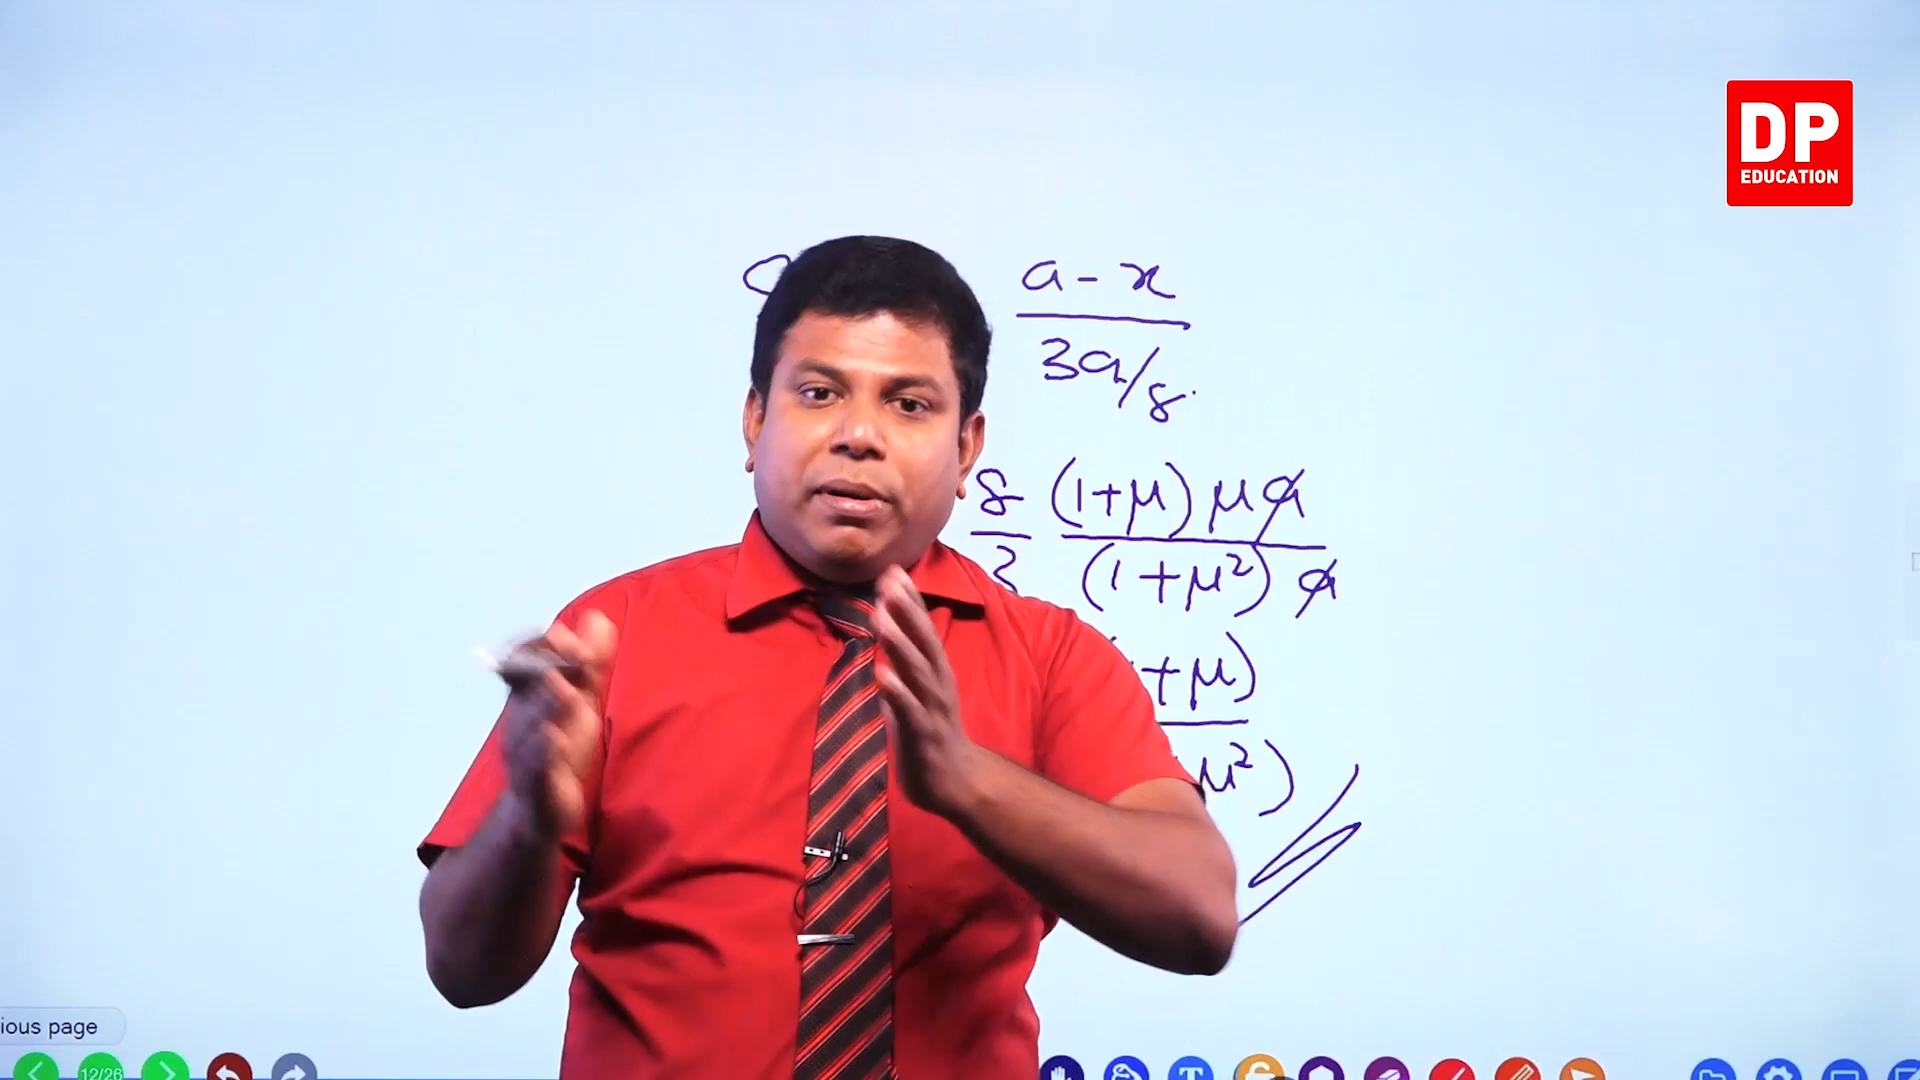 DP
EDUCATION
a - x
3a/8
8 (1+μ) μa
3 (1+μ²) a
+ μ)
μ²)
ious page
12/26
T